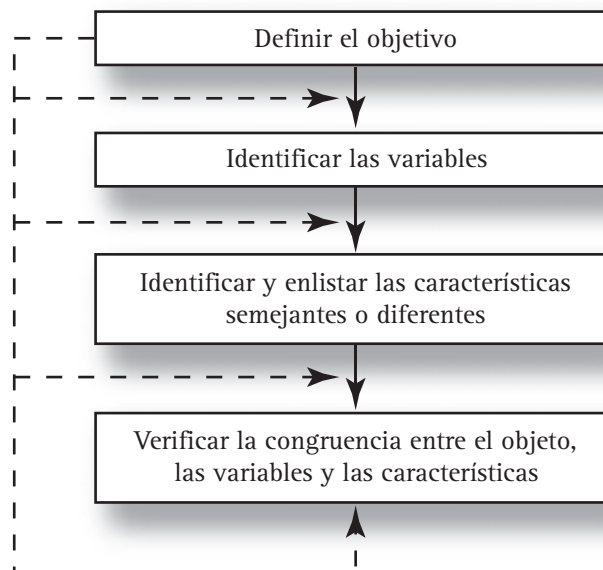 Definir el objetivo
Identificar las variables
Identificar y enlistar las características
semejantes o diferentes
Verificar la congruencia entre el objeto,
las variables y las características